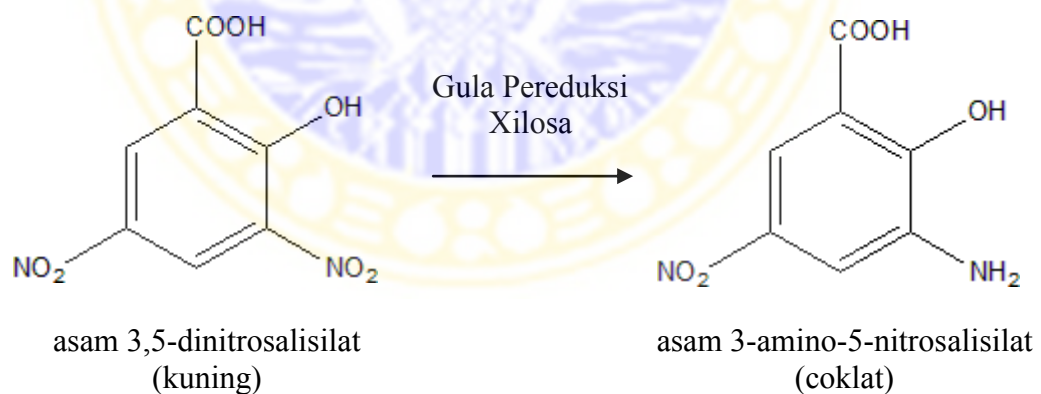 COOH
OH
NO₂
NO₂
asam 3,5-dinitrosalisilat
(kuning)
Gula Pereduksi
Xilosa
COOH
OH
NO₂
NH₂
asam 3-amino-5-nitrosalisilat
(coklat)